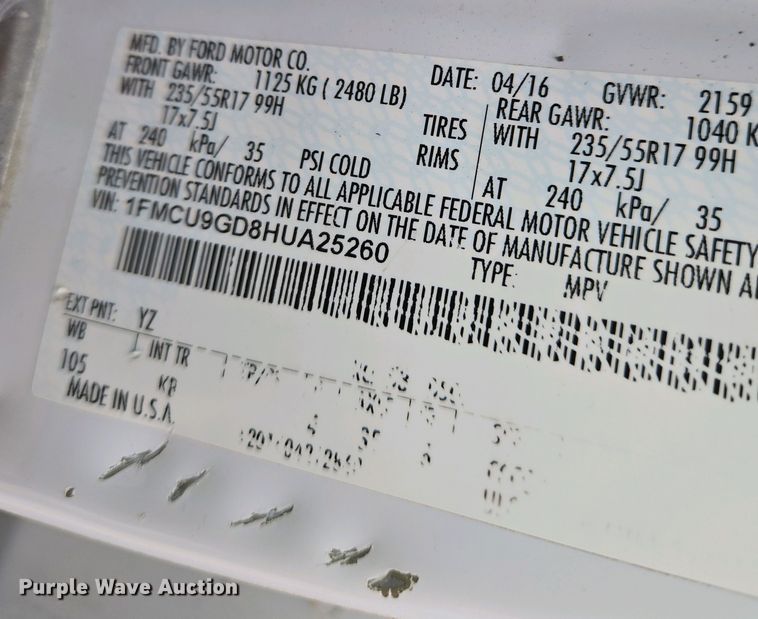 MFD. BY FORD MOTOR CO.
DATE: 04/16 GVWR: 2159
FRONT GAWR: 1125 KG ( 2480 LB) REAR GAWR: 1040 K
WITH 235/55R17 99H TIRES WITH 235/55R17 99H
17x7.5J RIMS 17x7.5J
AT 240 kPa/ 35 PSI COLD AT 240 kPa/ 35
THIS VEHICLE CONFORMS TO ALL APPLICABLE FEDERAL MOTOR VEHICLE SAFETY
PREVENTION STANDARDS IN EFFECT ON THE DATE OF MANUFACTURE SHOWN A
VIN: 1FMCU9GD8HUA25260 TYPE: MPV
EXT PNT: YZ
WB INT TR
105 KB
MADE IN U.S.A.
Purple Wave Auction